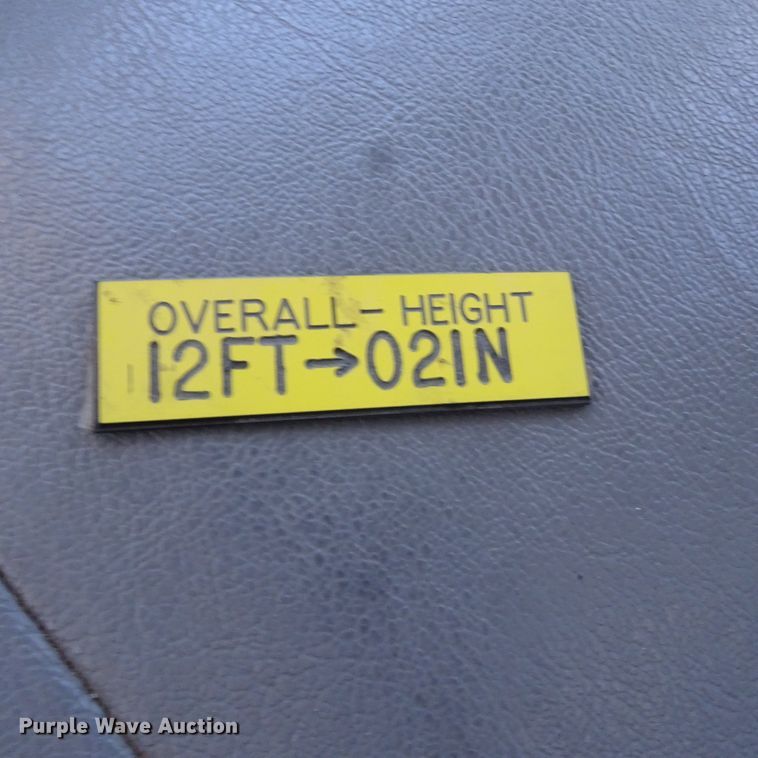 OVERALL- HEIGHT
12FT→02IN
Purple Wave Auction